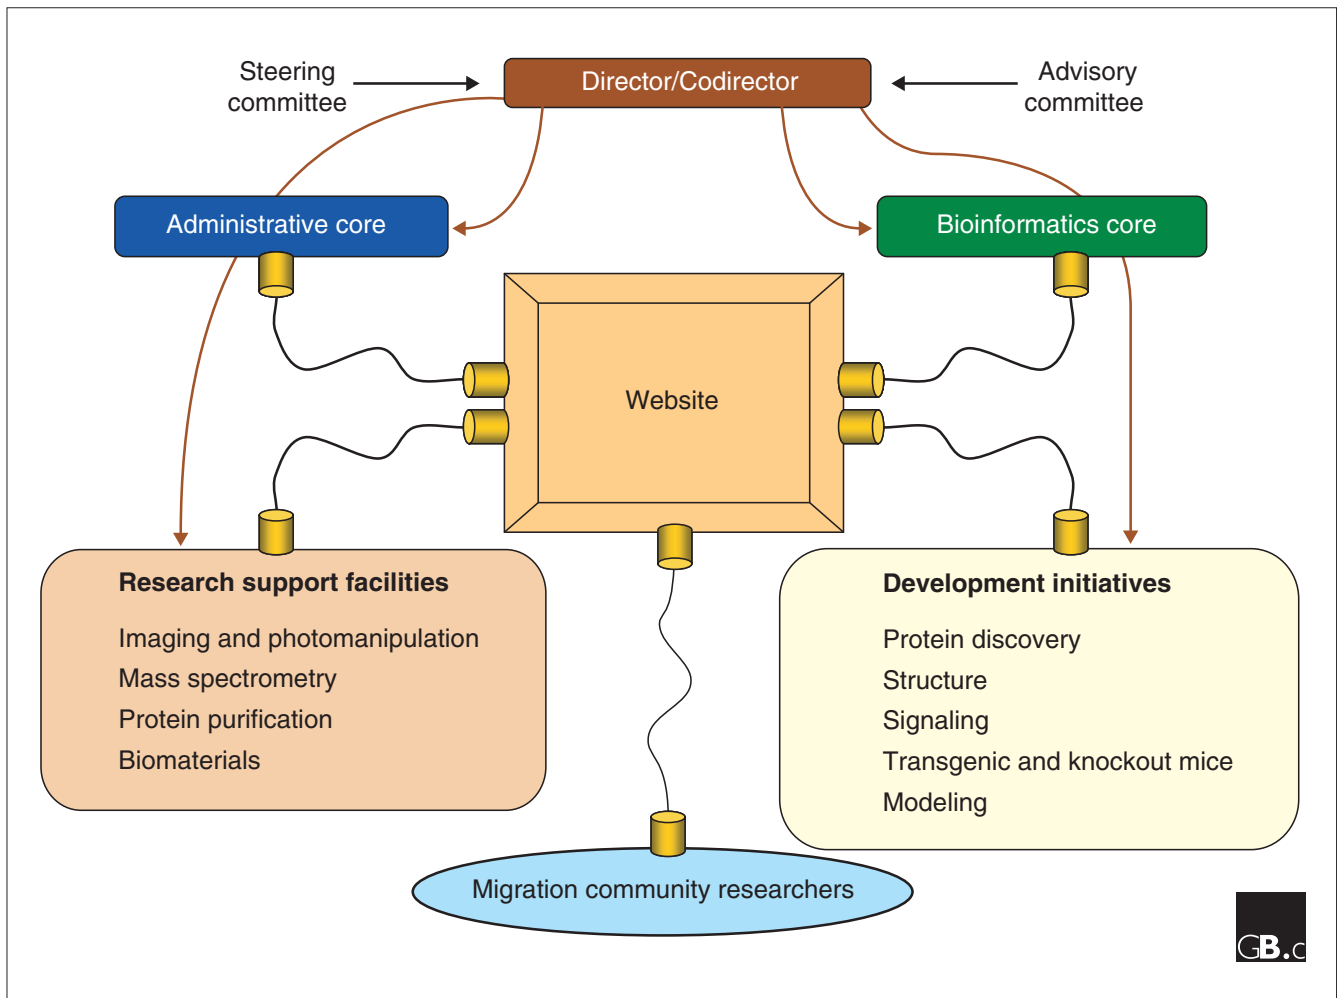 Steering
committee
Director/Codirector
Advisory
committee
Administrative core
Bioinformatics core
Website
Research support facilities
Imaging and photomanipulation
Mass spectrometry
Protein purification
Biomaterials
Development initiatives
Protein discovery
Structure
Signaling
Transgenic and knockout mice
Modeling
Migration community researchers
GB.c